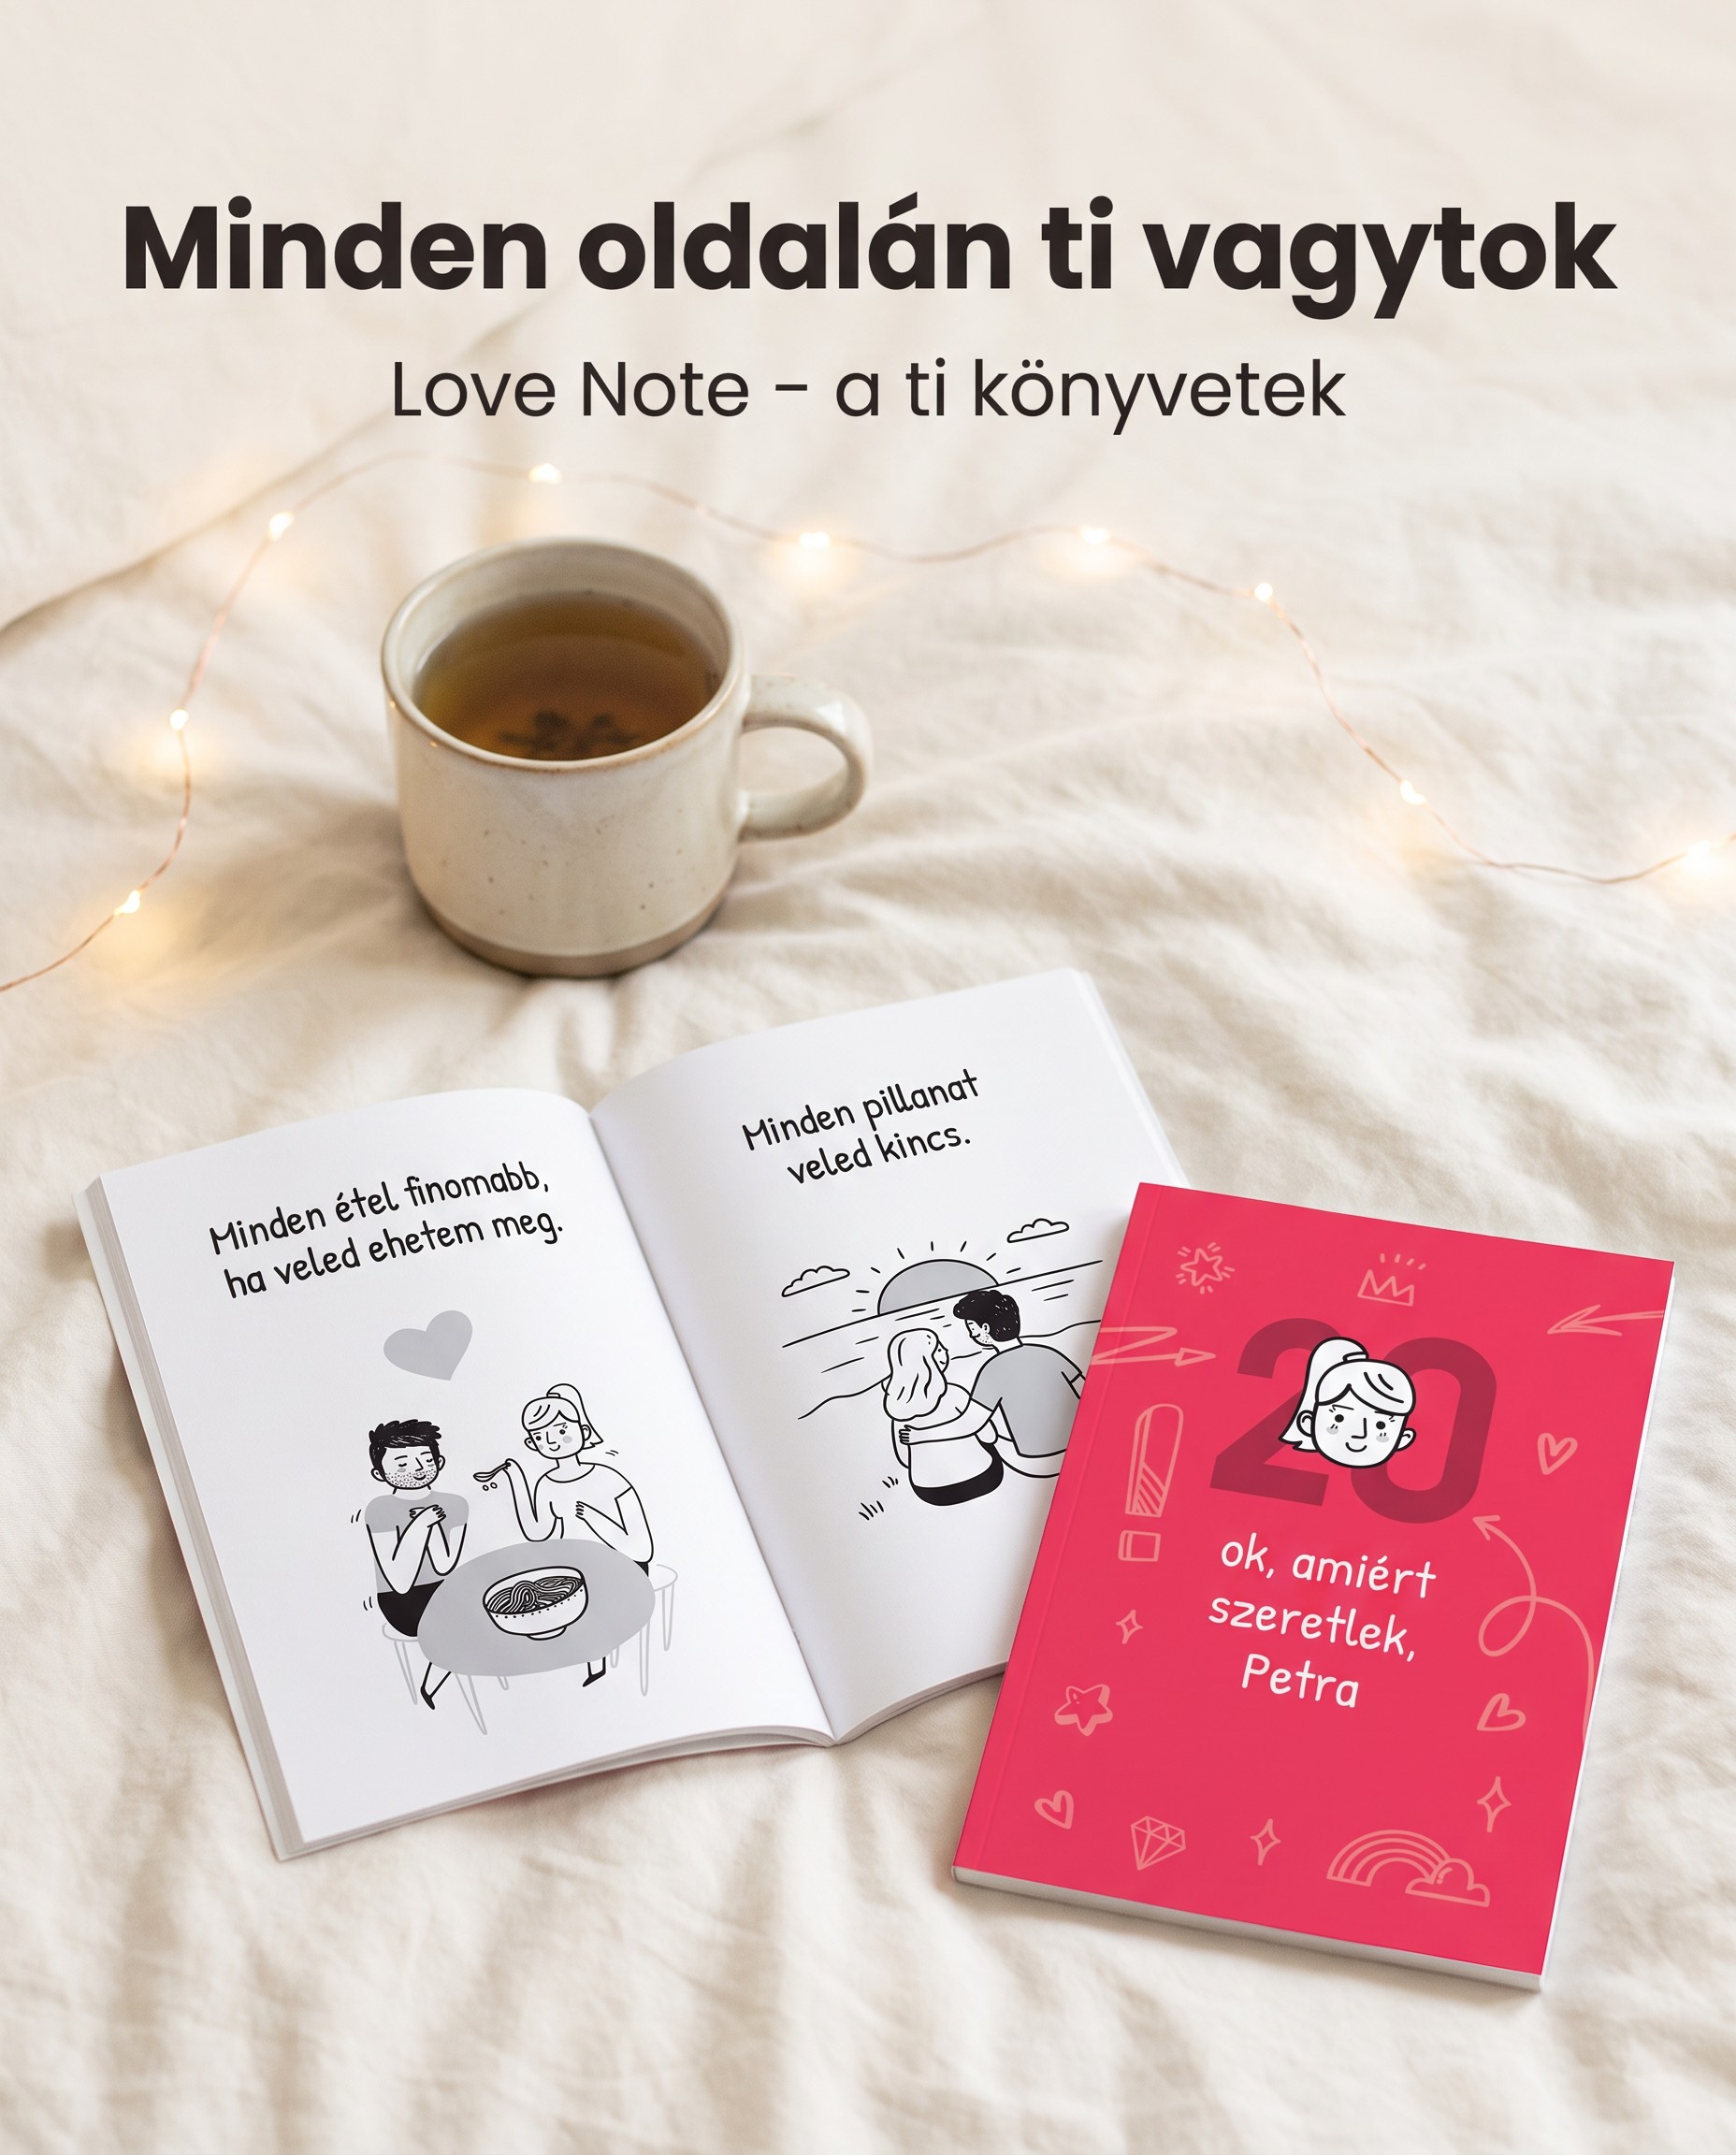 Minden oldalán ti vagytok
Love Note – a ti könyvetek
Minden étel finomabb,
ha veled ehetem meg.
Minden pillanat
veled kincs.
20
ok, amiért
szeretlek,
Petra